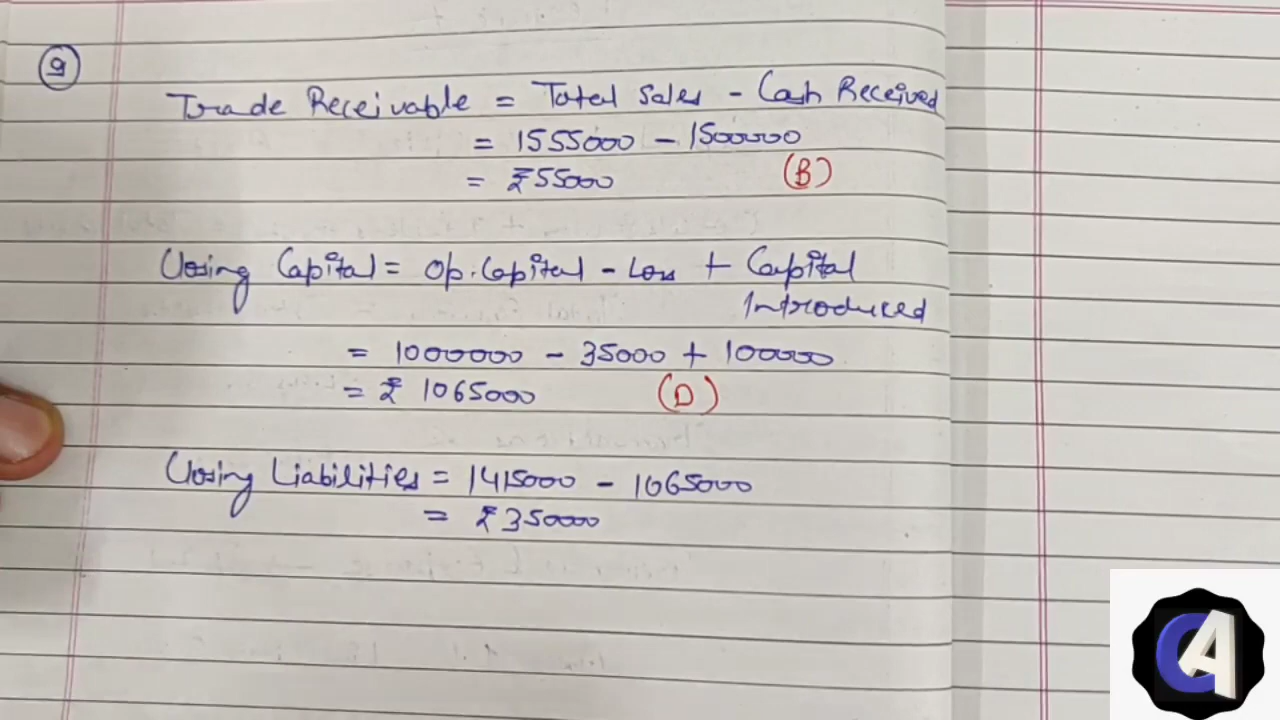 9
Trade Receivable = Total Sales - Cash Received
= 1555000 - 1500000
= ₹55000 (B)
Closing Capital = Op. Capital - Loss + Capital
Introduced
= 1000000 - 35000 + 100000
= ₹ 1065000 (D)
Closing Liabilities = 1415000 - 1065000
= ₹350000
CA